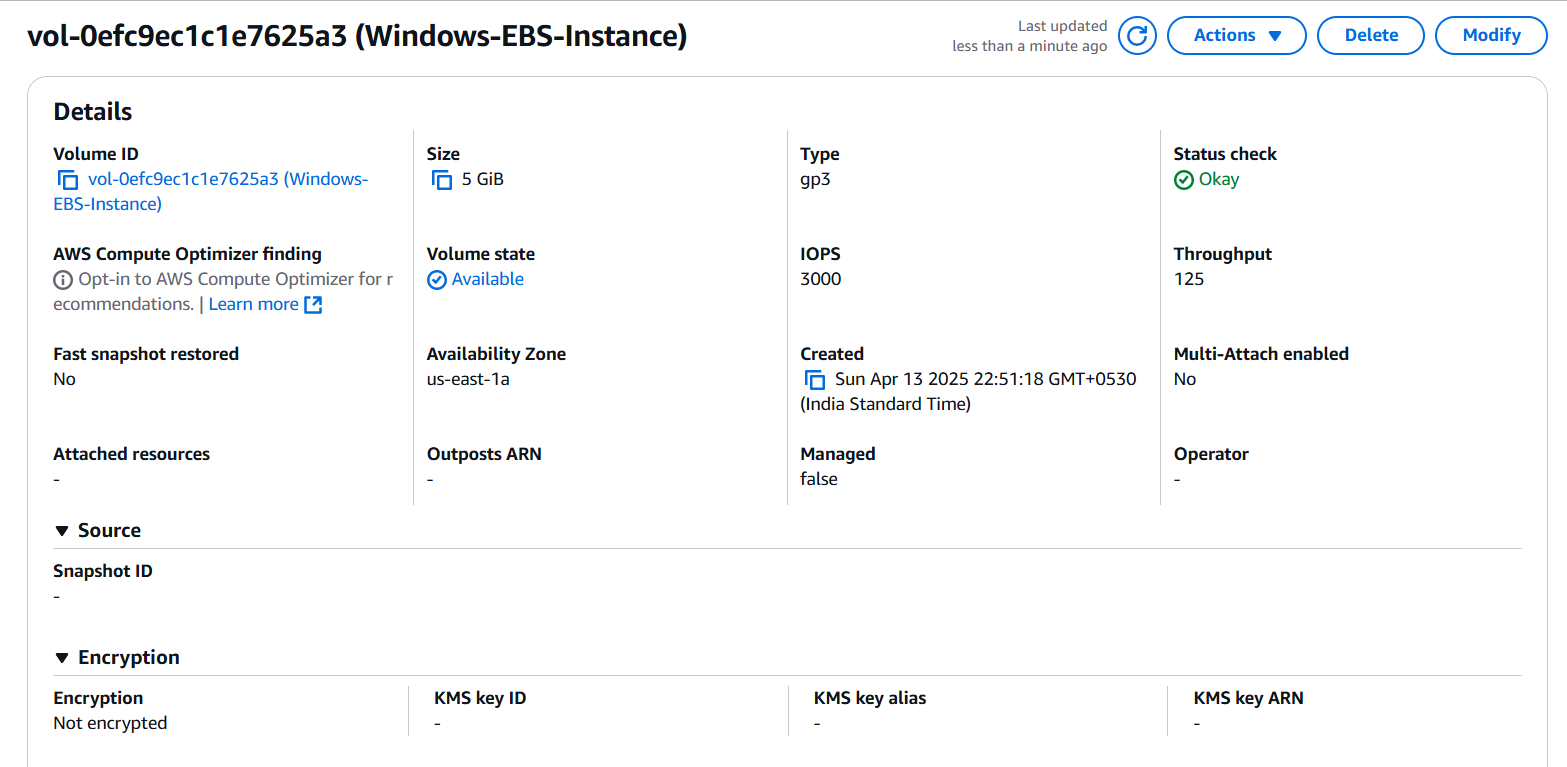 vol-0efc9ec1c1e7625a3 (Windows-EBS-Instance)
Last updated
less than a minute ago
Actions
Delete
Modify
Details
Volume ID
vol-0efc9ec1c1e7625a3 (Windows-
EBS-Instance)
Size
5 GiB
Type
gp3
Status check
Okay
AWS Compute Optimizer finding
Opt-in to AWS Compute Optimizer for r
ecommendations. | Learn more
Volume state
Available
IOPS
3000
Throughput
125
Fast snapshot restored
No
Availability Zone
us-east-1a
Created
Sun Apr 13 2025 22:51:18 GMT+0530
(India Standard Time)
Multi-Attach enabled
No
Attached resources
-
Outposts ARN
-
Managed
false
Operator
-
Source
Snapshot ID
-
Encryption
Encryption
Not encrypted
KMS key ID
-
KMS key alias
-
KMS key ARN
-